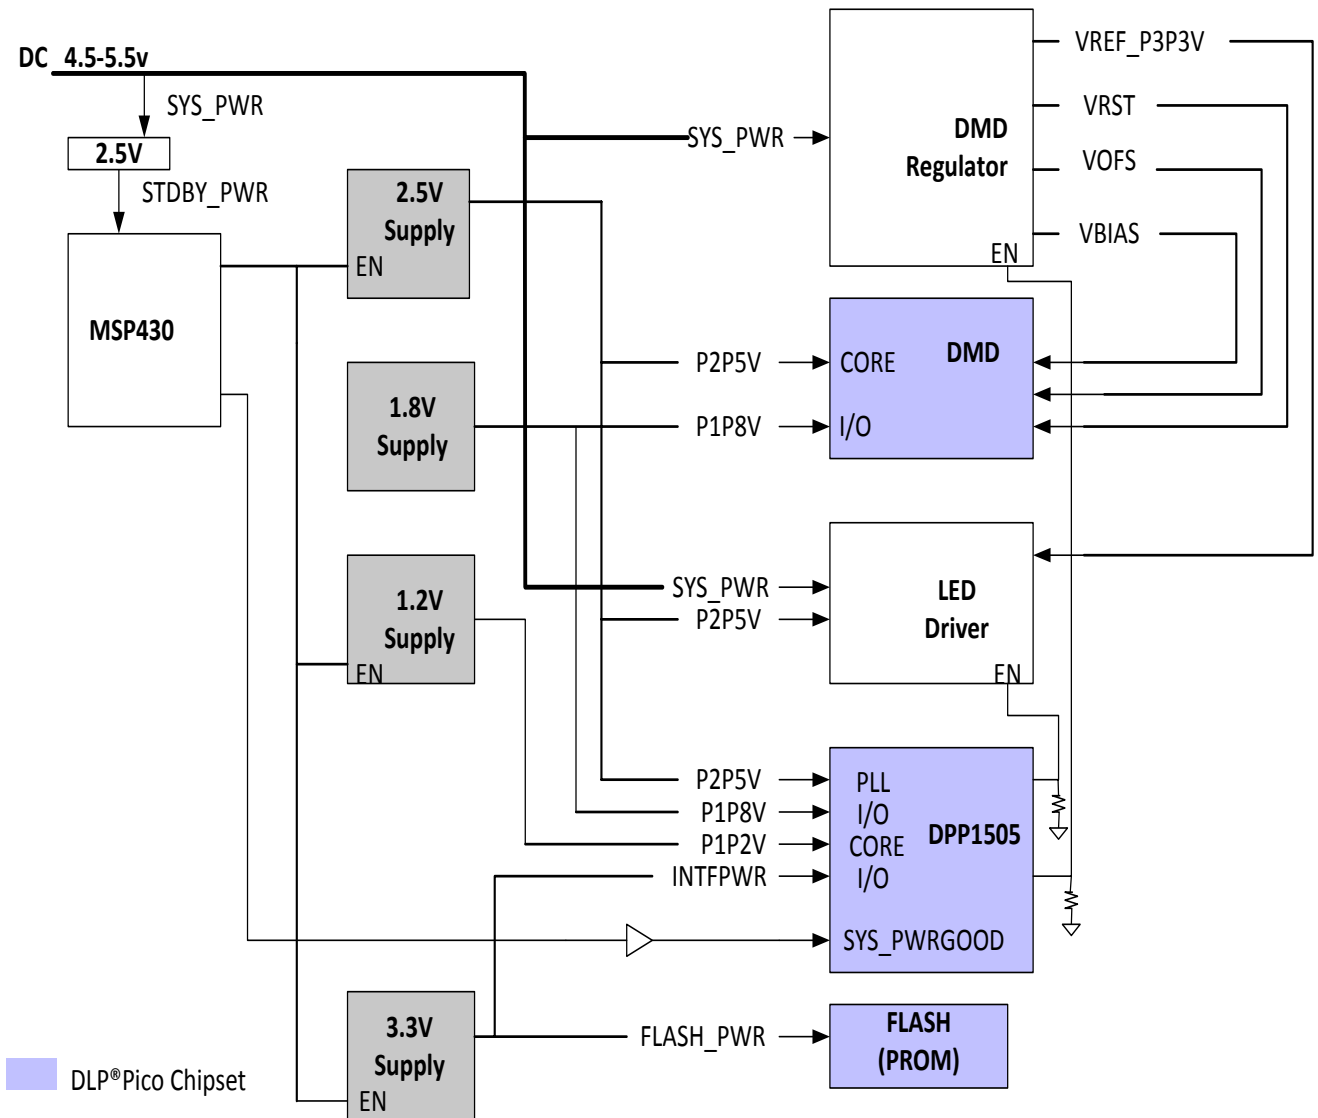 DC 4.5-5.5v
SYS_PWR
2.5V
STDBY_PWR
MSP430
2.5V
Supply
EN
1.8V
Supply
1.2V
Supply
EN
3.3V
Supply
EN
SYS_PWR
DMD
Regulator
EN
VREF_P3P3V
VRST
VOFS
VBIAS
P2P5V
CORE
DMD
P1P8V
I/O
SYS_PWR
P2P5V
LED
Driver
EN
P2P5V
PLL
P1P8V
I/O
P1P2V
CORE
DPP1505
INTFPWR
I/O
SYS_PWRGOOD
FLASH_PWR
FLASH
(PROM)
DLP®Pico Chipset